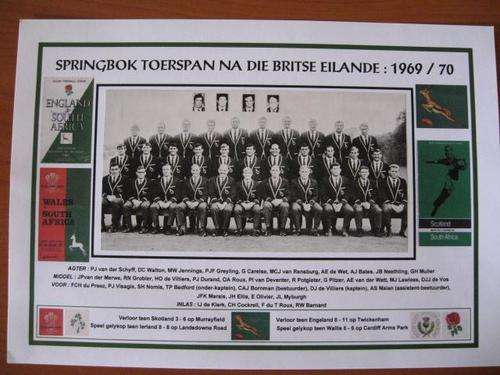 SPRINGBOK TOERSPAN NA DIE BRITSE EILANDE : 1969 / 70
ENGLAND
v
SOUTH
AFRICA
WALES
SOUTH
AFRICA
Scotland
South Africa
AGTER : PJ van der Schyff, DC Walton, MW Jennings, PJF Greyling, G Carelse, MCJ van Rensburg, AE de Wet, AJ Bates, JB Neethling, GH Muller
MIDDEL : JP van der Merwe, RN Grobler, HO de Villiers, PJ Durand, OA Roux, PI van Deventer, R Potgieter, G Pitzer, AE van der Watt, MJ Lawless, DJJ de Vos
VOOR : FCH du Preez, PJ Visagie, SH Nomis, TP Bedford (onder-kaptein), CAJ Bornman (bestuurder), DJ de Villiers (kaptein), AS Malan (assistent-bestuurder),
JFK Marais, JH Ellis, E Olivier, JL Myburgh
INLAS : IJ de Klerk, CH Cockrell, F du T Roux, RW Barnard
Verloor teen Skotland 3 - 6 op Murrayfield
Verloor teen Engeland 8 - 11 op Twickenham
Speel gelykop teen Ierland 8 - 8 op Landsdowne Road
Speel gelykop teen Wallis 6 - 6 op Cardiff Arms Park